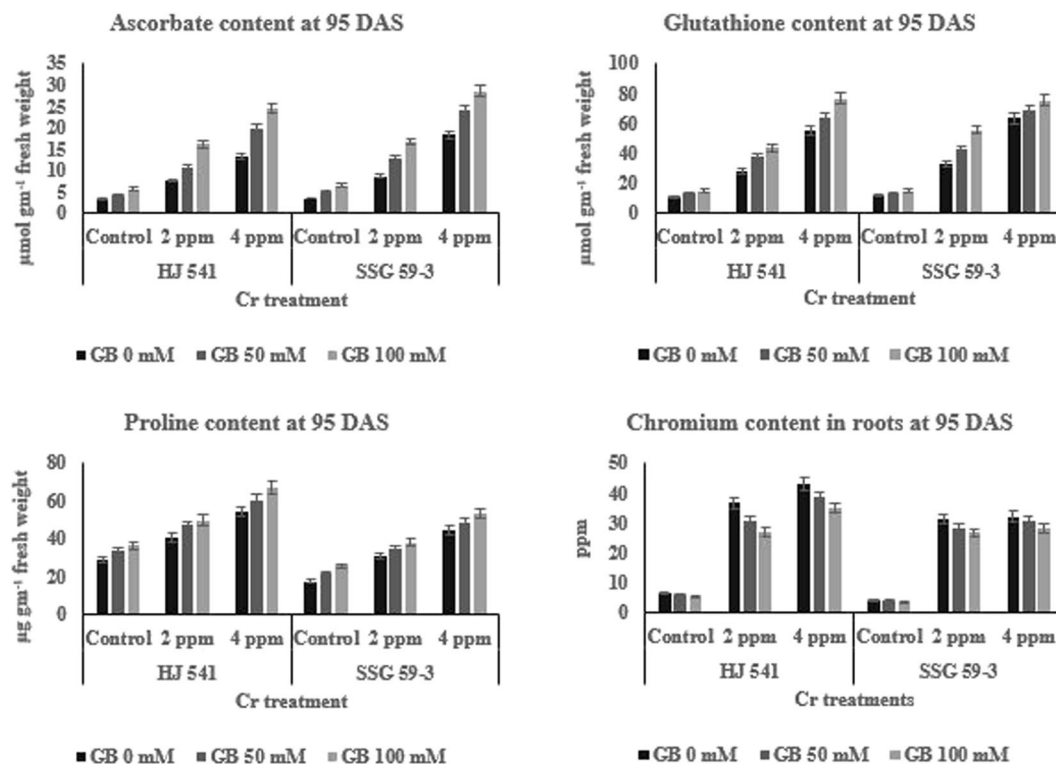 Ascorbate content at 95 DAS
µmol gm⁻¹ fresh weight
35
30
25
20
15
10
5
0
Control 2 ppm 4 ppm Control 2 ppm 4 ppm
HJ 541 SSG 59-3
Cr treatment
GB 0 mM GB 50 mM GB 100 mM
Glutathione content at 95 DAS
µmol gm⁻¹ fresh weight
100
80
60
40
20
0
Control 2 ppm 4 ppm Control 2 ppm 4 ppm
HJ 541 SSG 59-3
Cr treatment
GB 0 mM GB 50 mM GB 100 mM
Proline content at 95 DAS
µg gm⁻¹ fresh weight
80
60
40
20
0
Control 2 ppm 4 ppm Control 2 ppm 4 ppm
HJ 541 SSG 59-3
Cr treatment
GB 0 mM GB 50 mM GB 100 mM
Chromium content in roots at 95 DAS
ppm
50
40
30
20
10
0
Control 2 ppm 4 ppm Control 2 ppm 4 ppm
HJ 541 SSG 59-3
Cr treatments
GB 0 mM GB 50 mM GB 100 mM